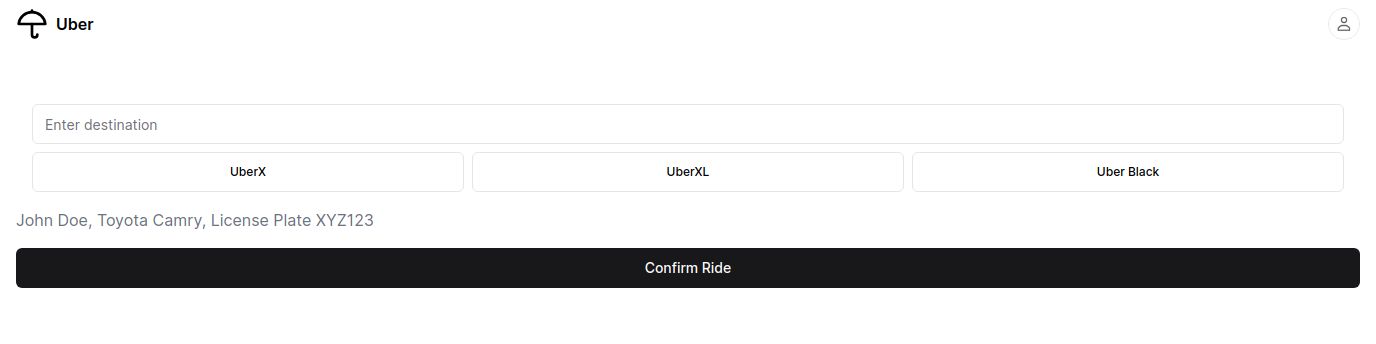 Uber
Enter destination
UberX
UberXL
Uber Black
John Doe, Toyota Camry, License Plate XYZ123
Confirm Ride